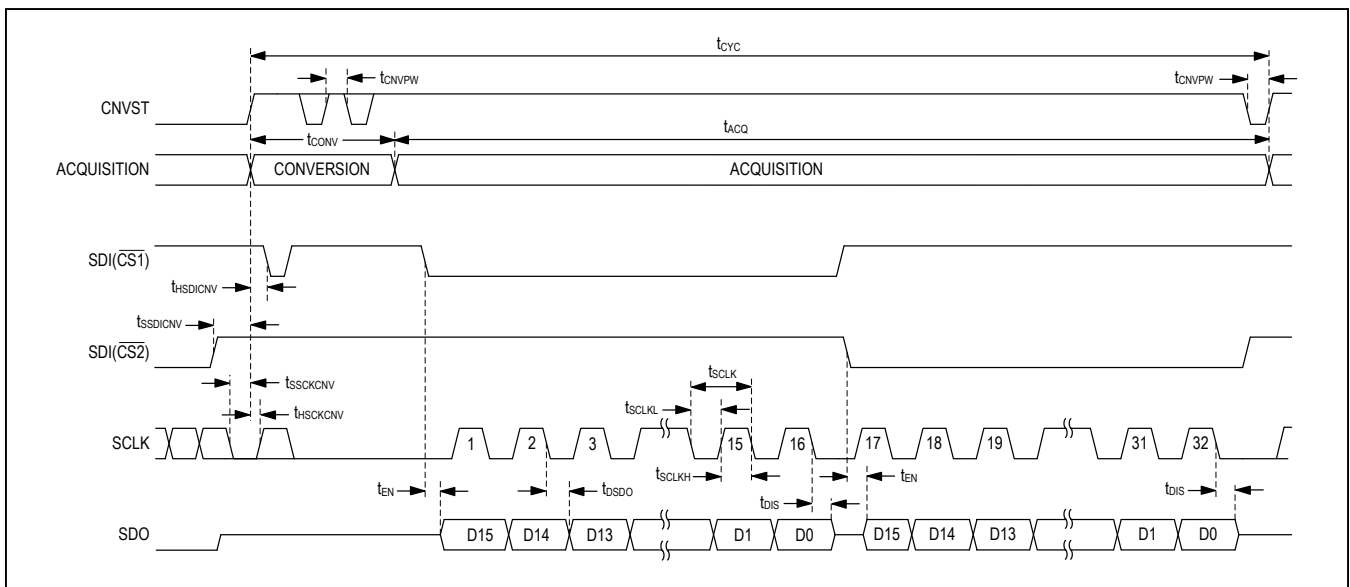 tCYC
tCNVPW
tCNVPW
CNVST
tCONV
tACQ
ACQUISITION
CONVERSION
ACQUISITION
SDI(CS1)
tHSDICNV
tSSDICNV
SDI(CS2)
tSSCKCNV
tSCLK
tHSCKCNV
tSCLKL
SCLK
1 2 3 15 16 17 18 19 31 32
tSCLKH
tEN
tDSDO
tDIS
tEN
tDIS
SDO
D15 D14 D13 D1 D0 D15 D14 D13 D1 D0